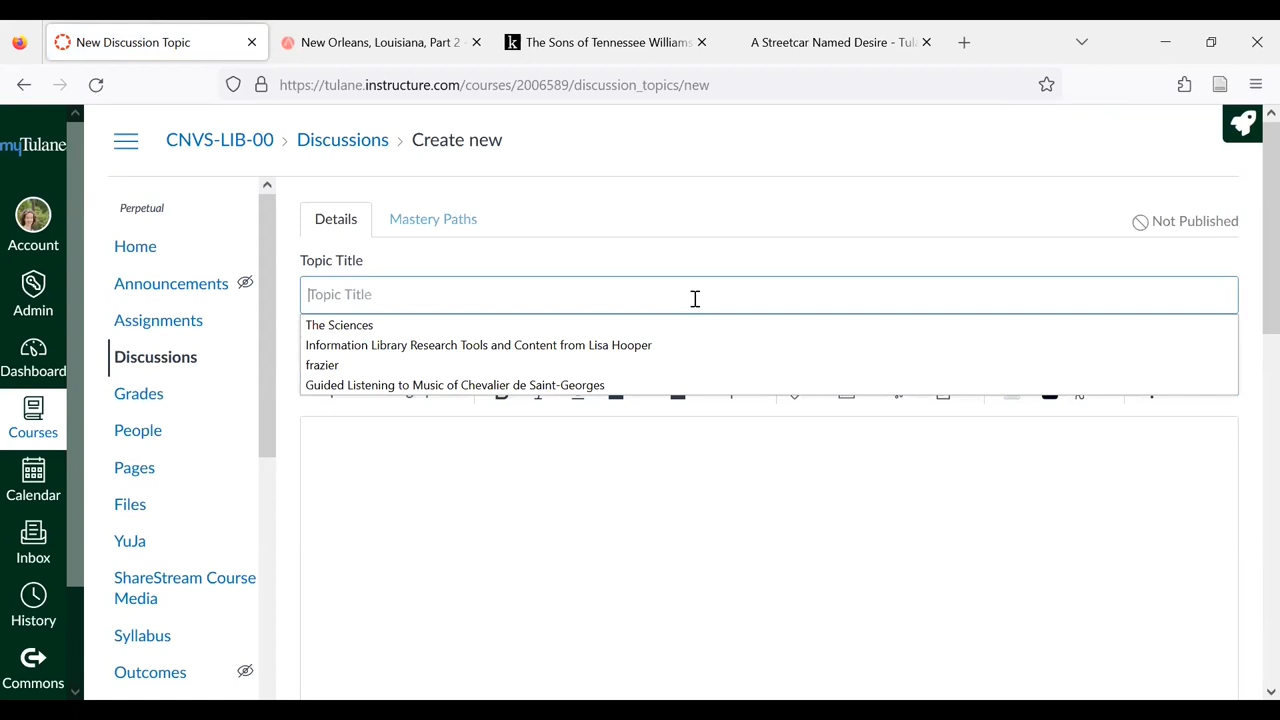 New Discussion Topic
New Orleans, Louisiana, Part 2 -
k The Sons of Tennessee Williams
A Streetcar Named Desire - Tul
https://tulane.instructure.com/courses/2006589/discussion_topics/new
myTulane
CNVS-LIB-00 > Discussions > Create new
Account
Admin
Dashboard
Courses
Calendar
Inbox
History
Commons
Perpetual
Home
Announcements
Assignments
Discussions
Grades
People
Pages
Files
YuJa
ShareStream Course
Media
Syllabus
Outcomes
Details Mastery Paths
Not Published
Topic Title
Topic Title
The Sciences
Information Library Research Tools and Content from Lisa Hooper
frazier
Guided Listening to Music of Chevalier de Saint-Georges